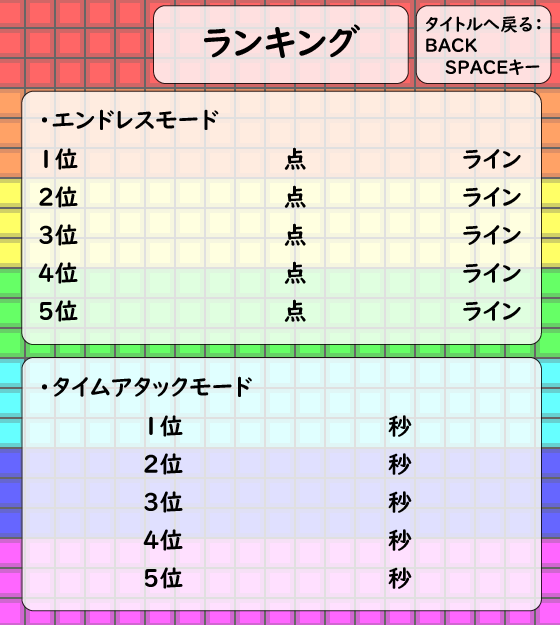 ランキング
タイトルへ戻る：
BACK
SPACEキー
・エンドレスモード
1位 点 ライン
2位 点 ライン
3位 点 ライン
4位 点 ライン
5位 点 ライン
・タイムアタックモード
1位 秒
2位 秒
3位 秒
4位 秒
5位 秒